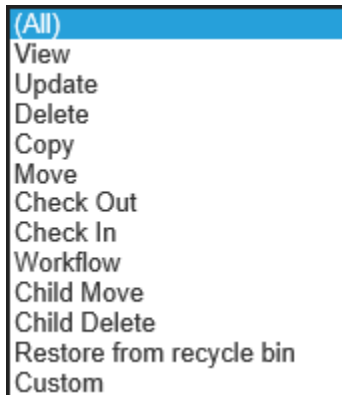 (All)
View
Update
Delete
Copy
Move
Check Out
Check In
Workflow
Child Move
Child Delete
Restore from recycle bin
Custom